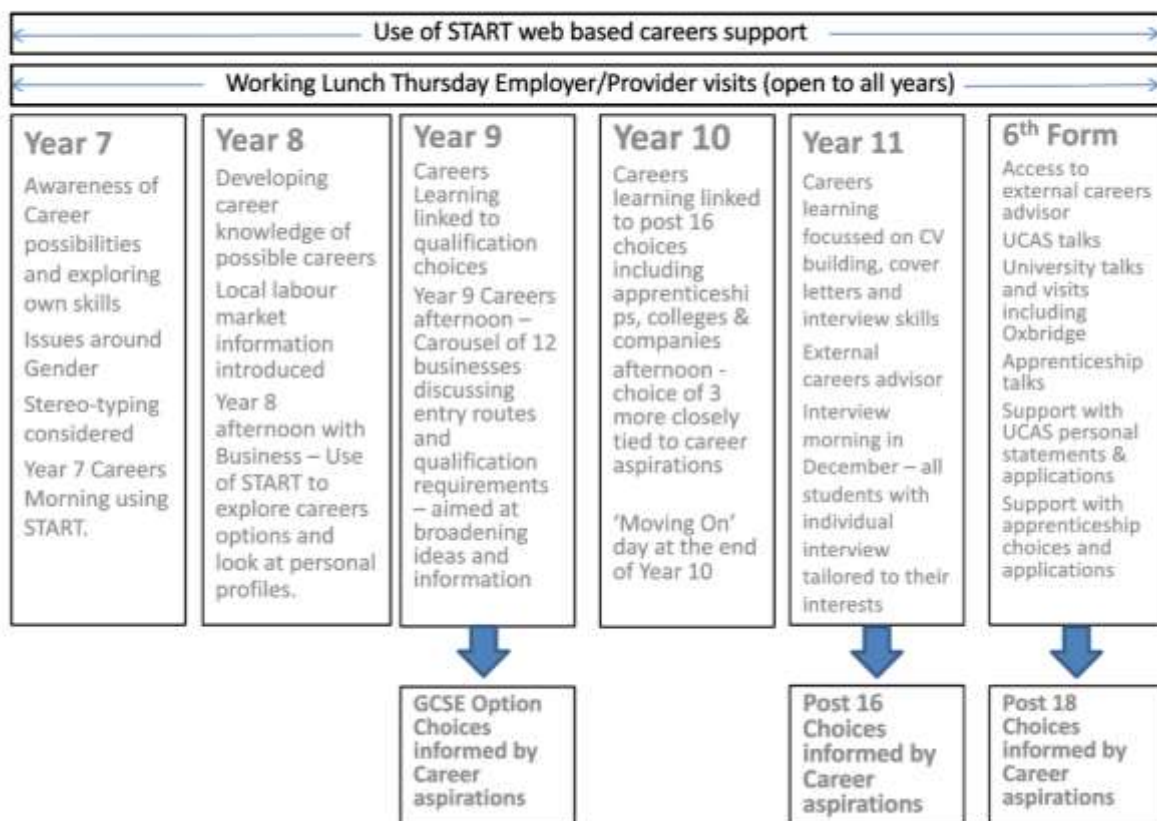 Use of START web based careers support
Working Lunch Thursday Employer/Provider visits (open to all years)
Year 7
Awareness of
Career
possibilities
and exploring
own skills
Issues around
Gender
Stereo-typing
considered
Year 7 Careers
Morning using
START.
Year 8
Developing
career
knowledge of
possible careers
Local labour
market
information
introduced
Year 8
afternoon with
Business – Use
of START to
explore careers
options and
look at personal
profiles.
Year 9
Careers
Learning
linked to
qualification
choices
Year 9 Careers
afternoon –
Carousel of 12
businesses
discussing
entry routes
and
qualification
requirements
– aimed at
broadening
ideas and
information
Year 10
Careers
learning linked
to post 16
choices
including
apprenticeshi
ps, colleges &
companies
afternoon -
choice of 3
more closely
tied to career
aspirations
'Moving On'
day at the end
of Year 10
Year 11
Careers
learning
focussed on CV
building, cover
letters and
interview skills
External
careers advisor
Interview
morning in
December – all
students with
individual
interview
tailored to their
interests
6th Form
Access to
external careers
advisor
UCAS talks
University talks
and visits
including
Oxbridge
Apprenticeship
talks
Support with
UCAS personal
statements &
applications
Support with
apprenticeship
choices and
applications
GCSE Option
Choices
informed by
Career
aspirations
Post 16
Choices
informed by
Career
aspirations
Post 18
Choices
informed by
Career
aspirations